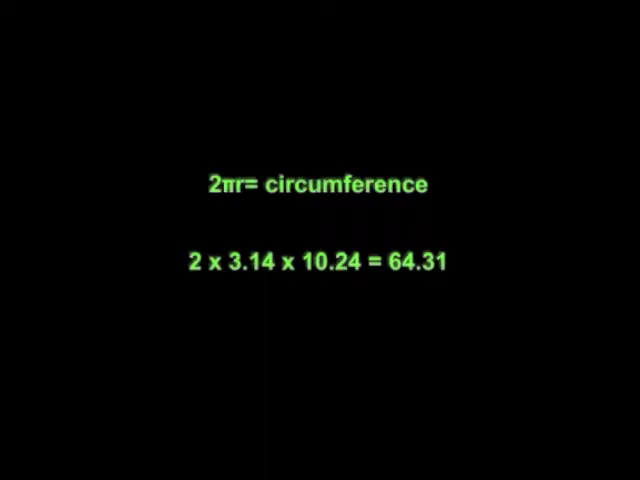 2πr= circumference
2 x 3.14 x 10.24 = 64.31